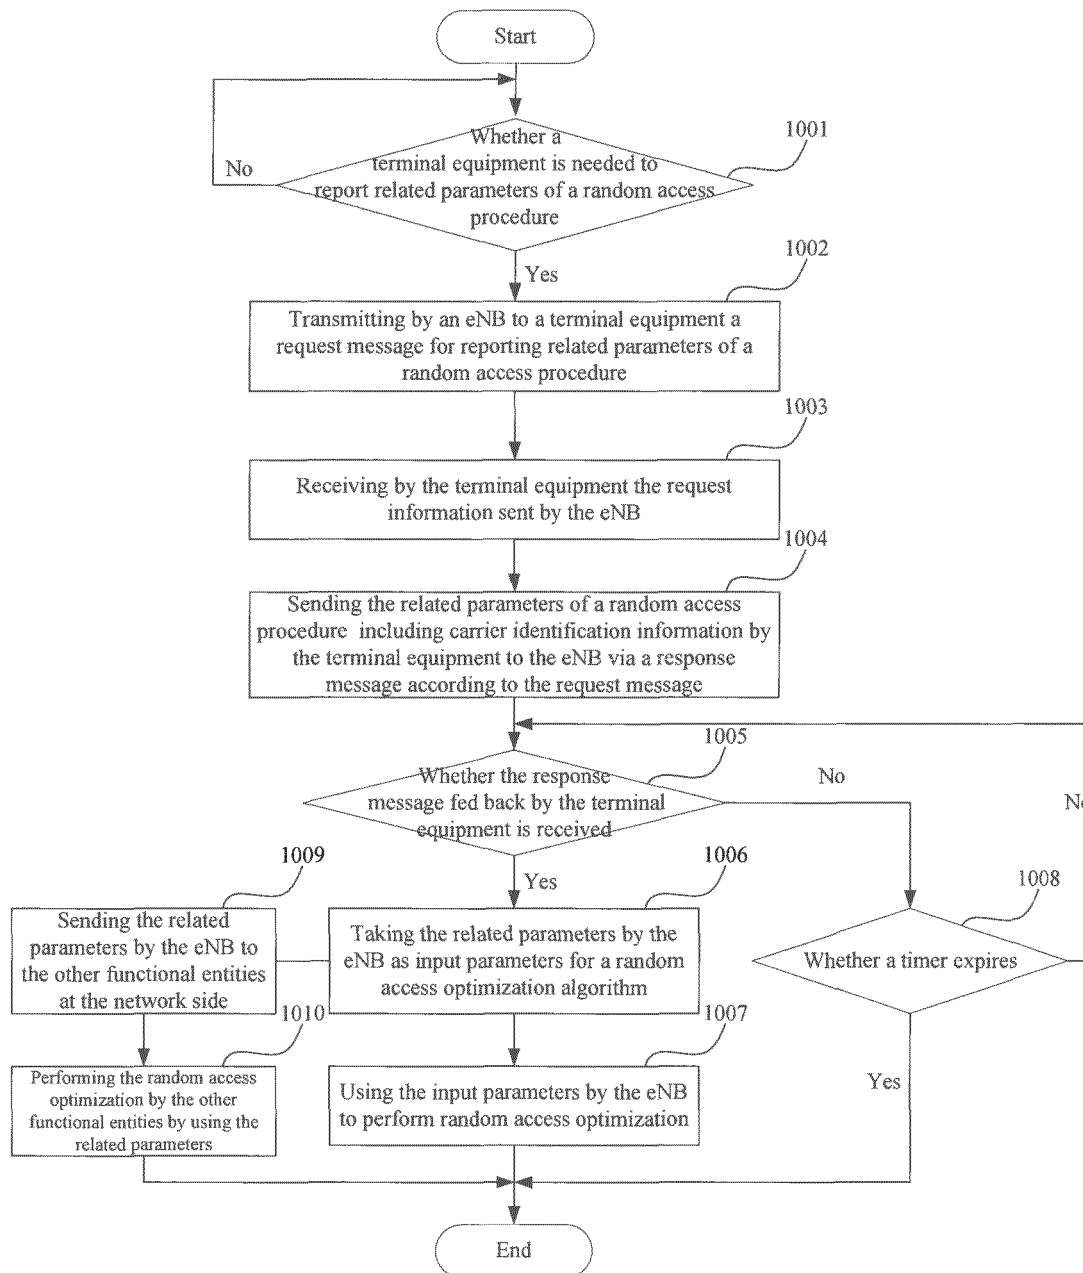 Start
1001
Whether a
terminal equipment is needed to
report related parameters of a random access
procedure
No
Yes
1002
Transmitting by an eNB to a terminal equipment a
request message for reporting related parameters of a
random access procedure
1003
Receiving by the terminal equipment the request
information sent by the eNB
1004
Sending the related parameters of a random access
procedure including carrier identification information by
the terminal equipment to the eNB via a response
message according to the request message
1005
Whether the response
message fed back by the terminal
equipment is received
No
No
Yes
1009
Sending the related
parameters by the eNB to
the other functional entities
at the network side
1006
Taking the related parameters by the
eNB as input parameters for a random
access optimization algorithm
1008
Whether a timer expires
1010
Performing the random access
optimization by the other
functional entities by using the
related parameters
1007
Using the input parameters by the eNB
to perform random access optimization
Yes
End